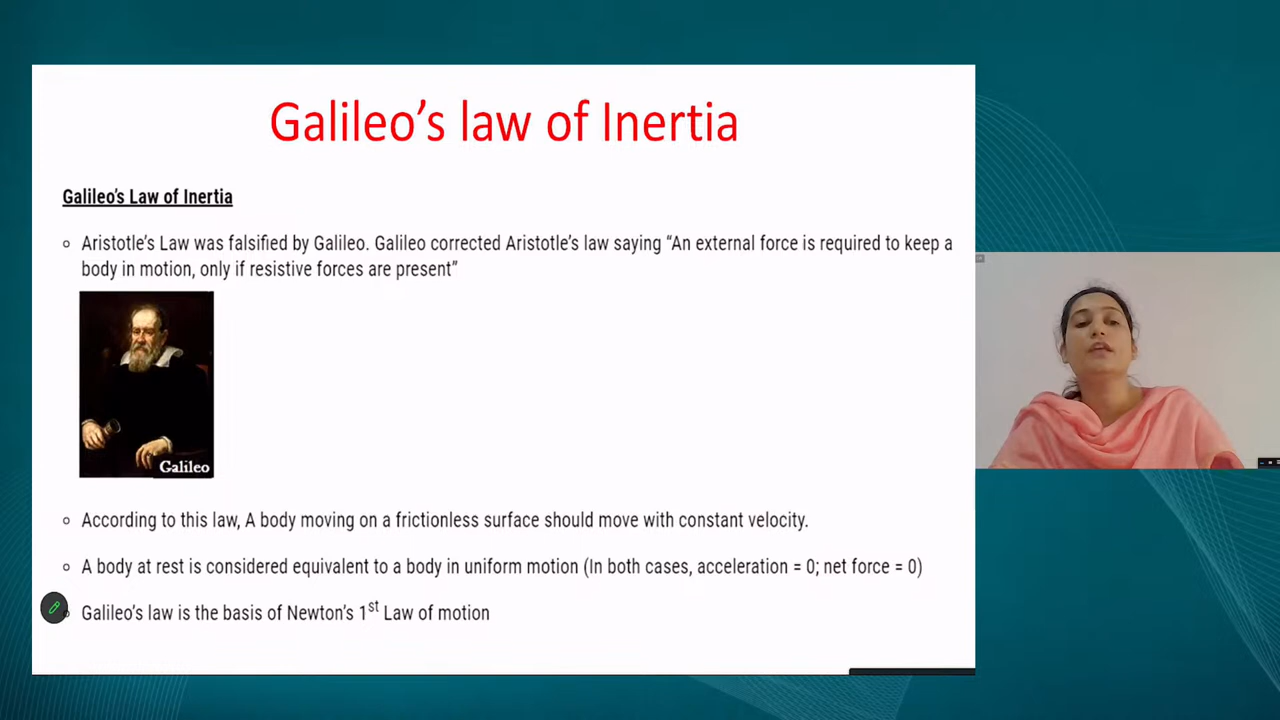 Galileo’s law of Inertia
Galileo’s Law of Inertia
Aristotle’s Law was falsified by Galileo. Galileo corrected Aristotle’s law saying “An external force is required to keep a
body in motion, only if resistive forces are present”
Galileo
According to this law, A body moving on a frictionless surface should move with constant velocity.
A body at rest is considered equivalent to a body in uniform motion (In both cases, acceleration = 0; net force = 0)
Galileo’s law is the basis of Newton’s 1st Law of motion